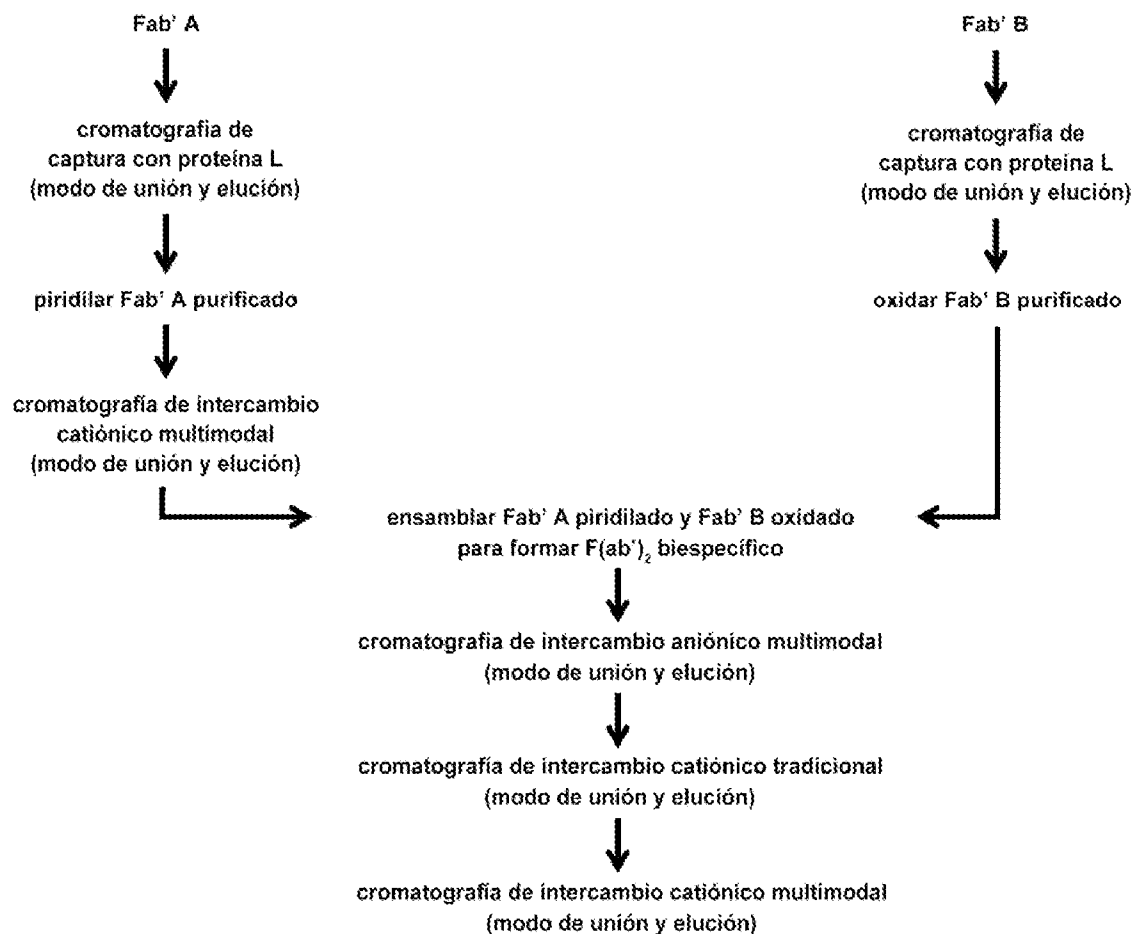 Fab' A
cromatografía de
captura con proteína L
(modo de unión y elución)
piridilar Fab' A purificado
cromatografía de intercambio
catiónico multimodal
(modo de unión y elución)
Fab' B
cromatografía de
captura con proteína L
(modo de unión y elución)
oxidar Fab' B purificado
ensamblar Fab' A piridilado y Fab' B oxidado
para formar F(ab')₂ biespecífico
cromatografía de intercambio aniónico multimodal
(modo de unión y elución)
cromatografía de intercambio catiónico tradicional
(modo de unión y elución)
cromatografía de intercambio catiónico multimodal
(modo de unión y elución)